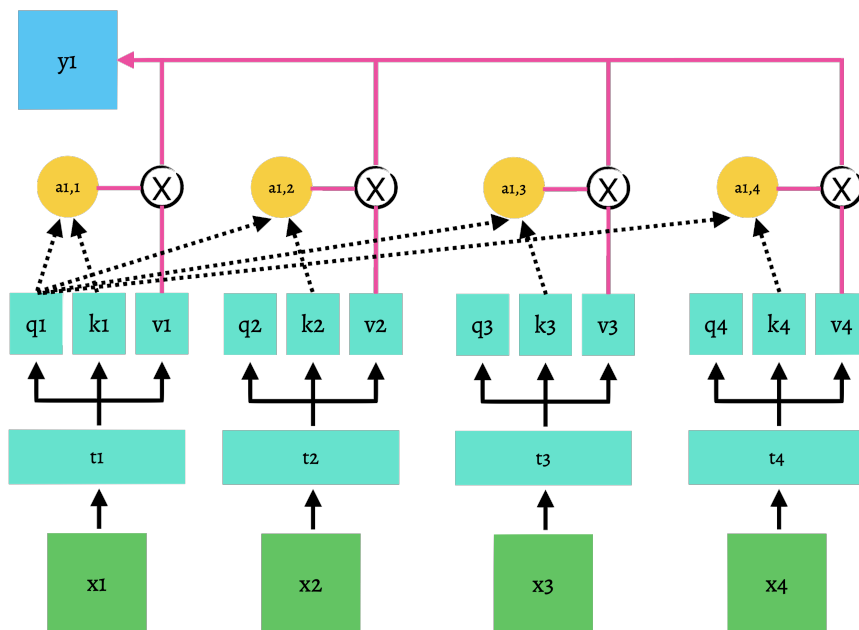 y1
a1,1 X a1,2 X a1,3 X a1,4 X
q1 k1 v1 q2 k2 v2 q3 k3 v3 q4 k4 v4
t1 t2 t3 t4
x1 x2 x3 x4